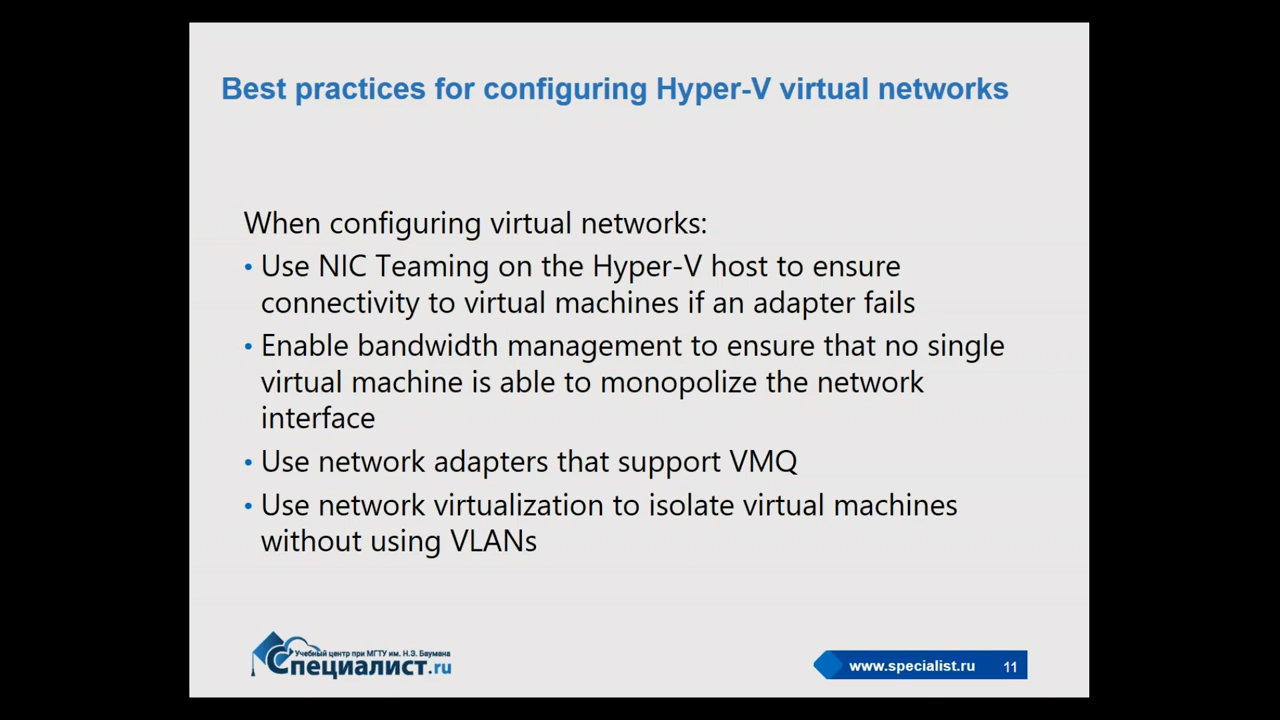 Best practices for configuring Hyper-V virtual networks
When configuring virtual networks:
• Use NIC Teaming on the Hyper-V host to ensure
connectivity to virtual machines if an adapter fails
• Enable bandwidth management to ensure that no single
virtual machine is able to monopolize the network
interface
• Use network adapters that support VMQ
• Use network virtualization to isolate virtual machines
without using VLANs
Учебный центр при МГТУ им. Н.Э. Баумана
Специалист.ru
www.specialist.ru 11